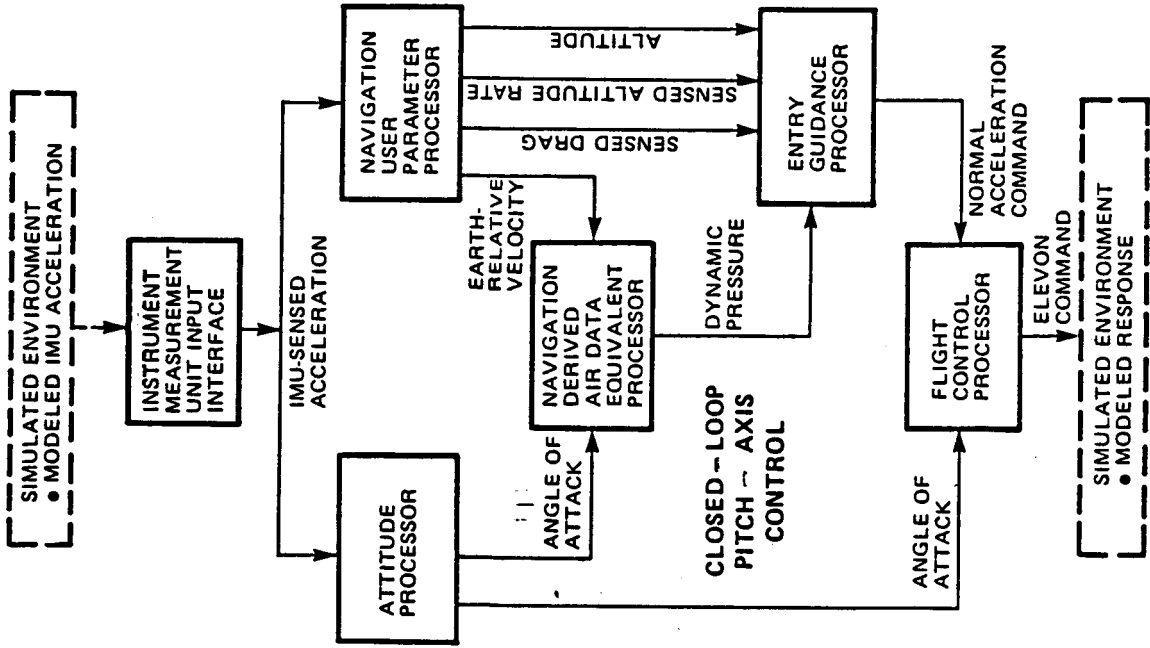 SIMULATED ENVIRONMENT
• MODELED IMU ACCELERATION
INSTRUMENT
MEASUREMENT
UNIT INPUT
INTERFACE
IMU-SENSED
ACCELERATION
ATTITUDE
PROCESSOR
NAVIGATION
USER
PARAMETER
PROCESSOR
ANGLE OF
ATTACK
EARTH-
RELATIVE
VELOCITY
SENSED DRAG
SENSED ALTITUDE RATE
ALTITUDE
NAVIGATION
DERIVED
AIR DATA
EQUIVALENT
PROCESSOR
DYNAMIC
PRESSURE
ENTRY
GUIDANCE
PROCESSOR
CLOSED – LOOP
PITCH – AXIS
CONTROL
ANGLE OF
ATTACK
FLIGHT
CONTROL
PROCESSOR
NORMAL
ACCELERATION
COMMAND
ELEVON
COMMAND
SIMULATED ENVIRONMENT
• MODELED RESPONSE